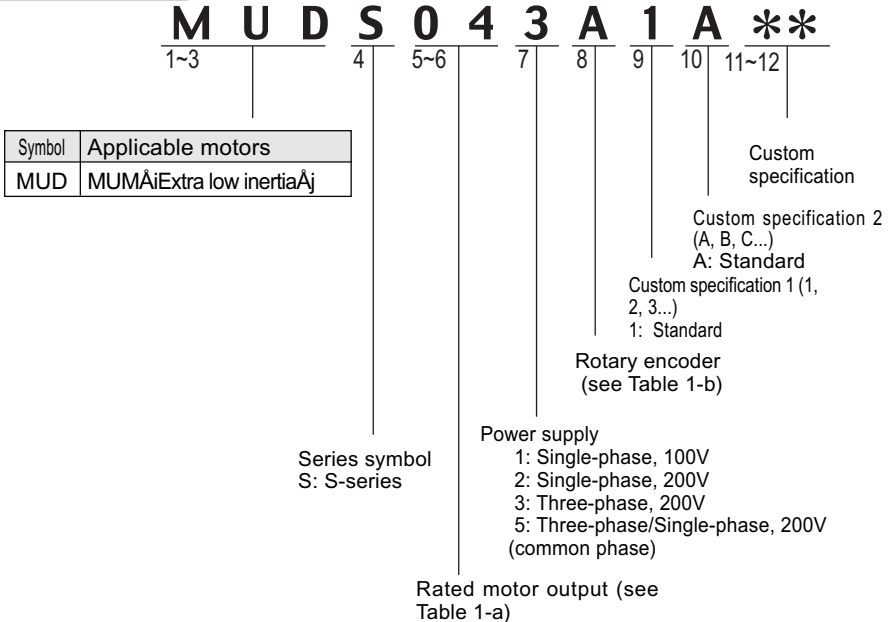 M U D S 0 4 3 A 1 A **
1~3 4 5~6 7 8 9 10 11~12
Symbol Applicable motors
MUD MUMÅiExtra low inertiaÅj
Custom
specification
Custom specification 2
(A, B, C...)
A: Standard
Custom specification 1 (1,
2, 3...)
1: Standard
Rotary encoder
(see Table 1-b)
Power supply
1: Single-phase, 100V
2: Single-phase, 200V
3: Three-phase, 200V
5: Three-phase/Single-phase, 200V
(common phase)
Series symbol
S: S-series
Rated motor output (see
Table 1-a)